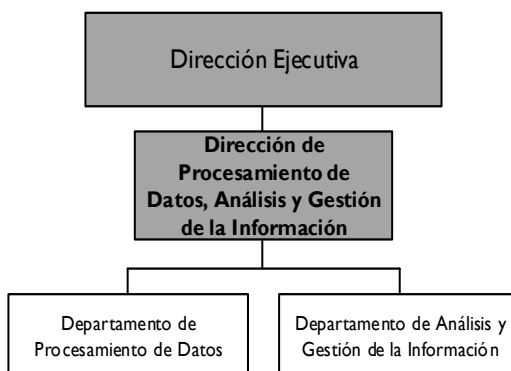 Dirección Ejecutiva
Dirección de
Procesamiento de
Datos, Análisis y Gestión
de la Información
Departamento de
Procesamiento de Datos
Departamento de Análisis y
Gestión de la Información